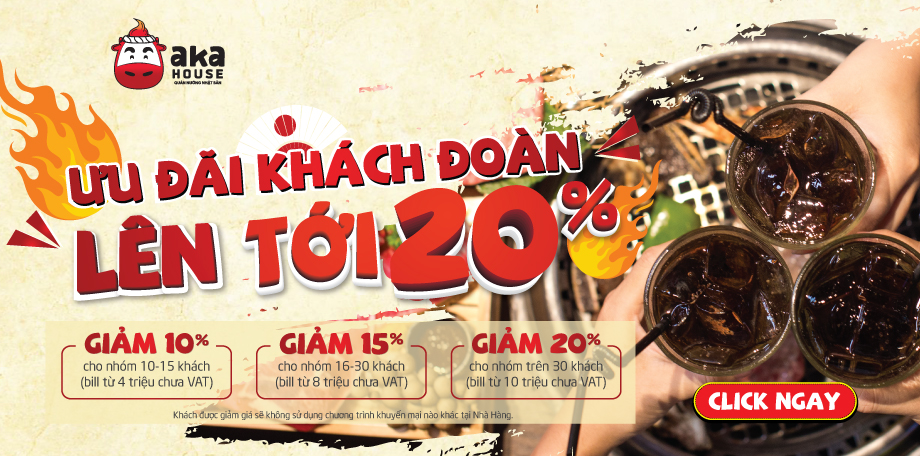 aka
HOUSE
QUÁN NƯỚNG NHẬT BẢN
ƯU ĐÃI KHÁCH ĐOÀN
LÊN TỚI 20%
GIẢM 10%
cho nhóm 10-15 khách
(bill từ 4 triệu chưa VAT)
GIẢM 15%
cho nhóm 16-30 khách
(bill từ 8 triệu chưa VAT)
GIẢM 20%
cho nhóm trên 30 khách
(bill từ 10 triệu chưa VAT)
Khách được giảm giá sẽ không sử dụng chương trình khuyến mại nào khác tại Nhà Hàng.
CLICK NGAY